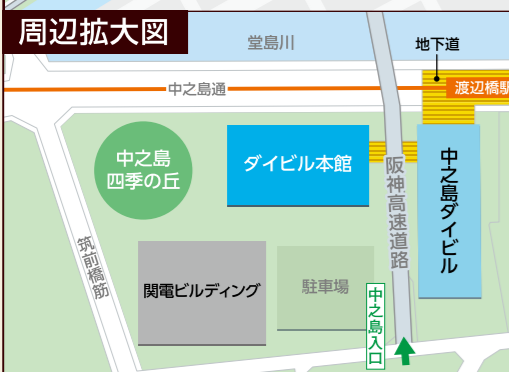 周辺拡大図
堂島川
地下道
中之島通
渡辺橋駅
中之島
四季の丘
ダイビル本館
阪神高速道路
中之島ダイビル
筑前橋筋
関電ビルディング
駐車場
中之島入口